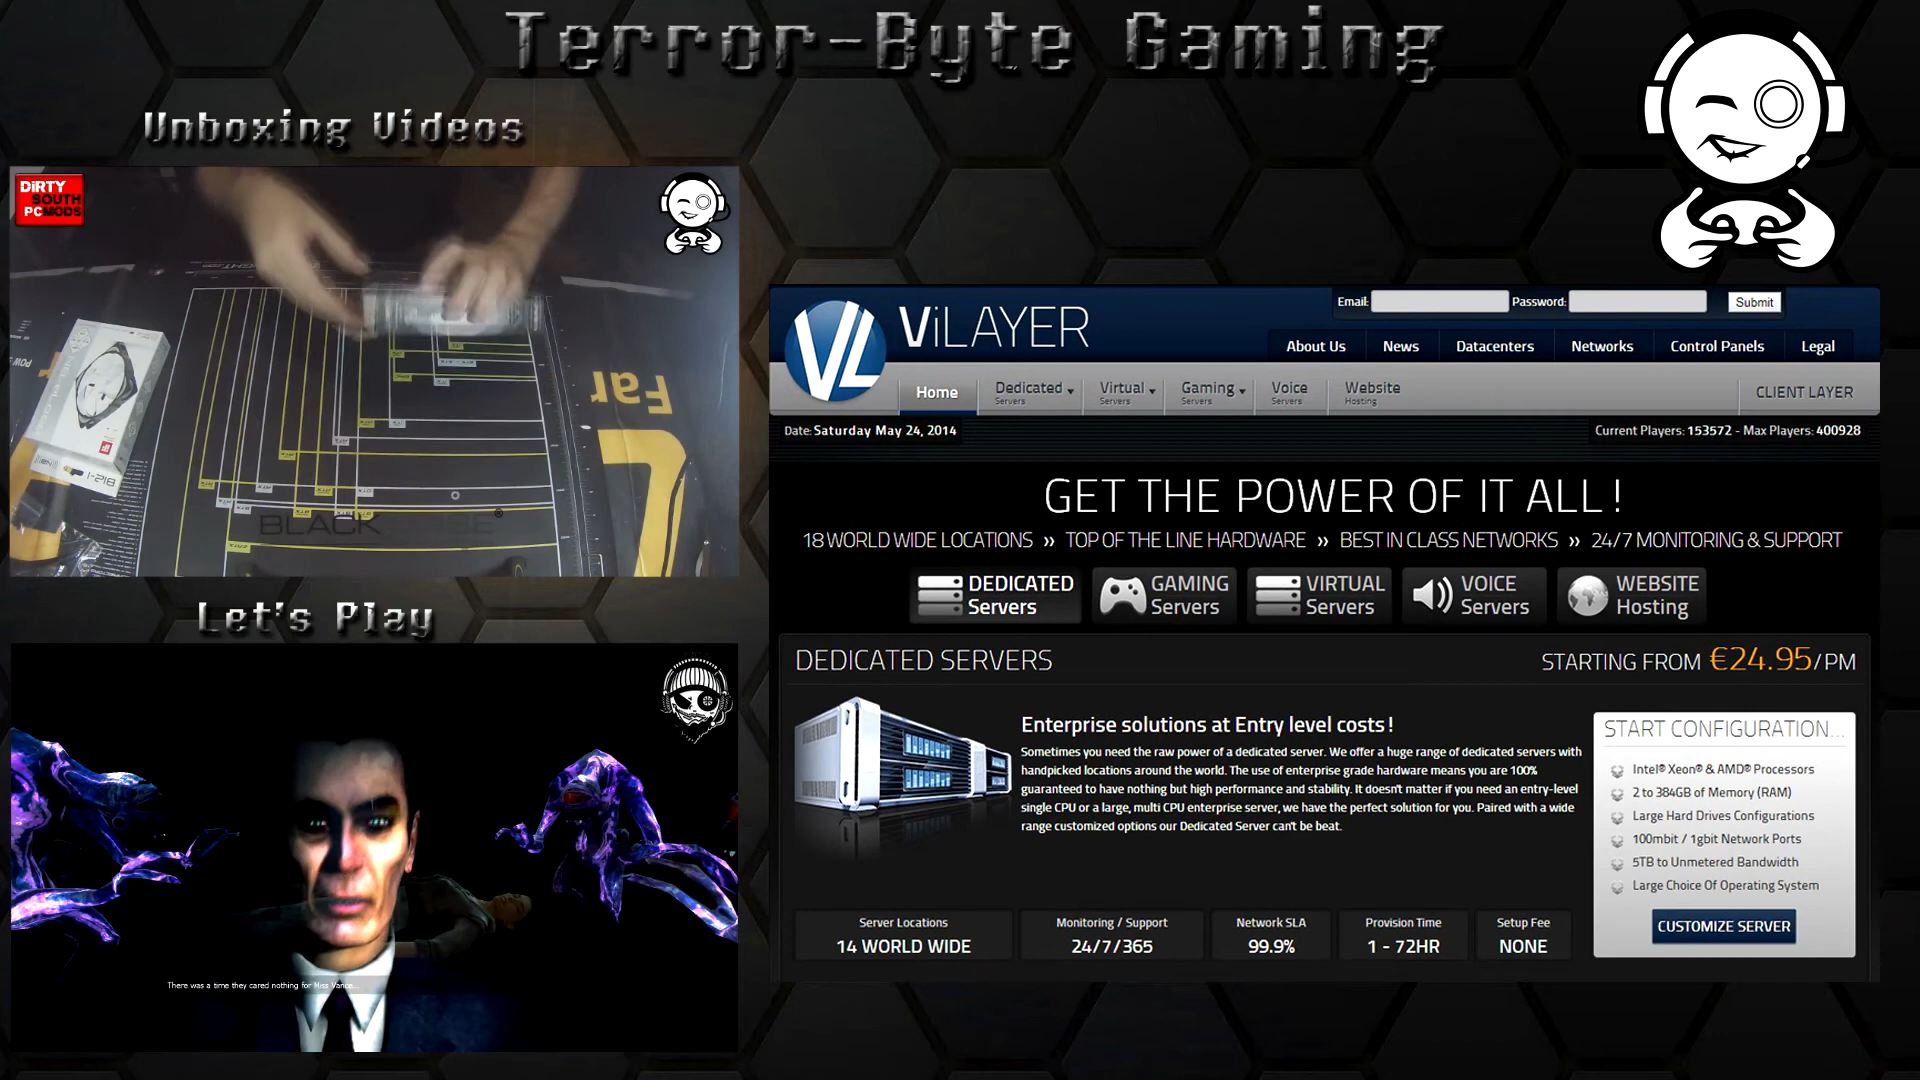 Terror-Byte Gaming
Unboxing Videos
DiRTY
SOUTH
PCMODS
Far
BLACK
Let's Play
There was a time they cared nothing for Miss Vance...
ViLAYER
Email: Password: Submit
About Us News Datacenters Networks Control Panels Legal
Home Dedicated Servers Virtual Servers Gaming Servers Voice Servers Website Hosting CLIENT LAYER
Date: Saturday May 24, 2014
Current Players: 153572 - Max Players: 400928
GET THE POWER OF IT ALL !
18 WORLD WIDE LOCATIONS » TOP OF THE LINE HARDWARE » BEST IN CLASS NETWORKS » 24/7 MONITORING & SUPPORT
DEDICATED Servers
GAMING Servers
VIRTUAL Servers
VOICE Servers
WEBSITE Hosting
DEDICATED SERVERS
STARTING FROM €24.95/PM
Enterprise solutions at Entry level costs !
Sometimes you need the raw power of a dedicated server. We offer a huge range of dedicated servers with
handpicked locations around the world. The use of enterprise grade hardware means you are 100%
guaranteed to have nothing but high performance and stability. It doesn't matter if you need an entry-level
single CPU or a large, multi CPU enterprise server, we have the perfect solution for you. Paired with a wide
range customized options our Dedicated Server can't be beat.
START CONFIGURATION...
Intel® Xeon® & AMD® Processors
2 to 384GB of Memory (RAM)
Large Hard Drives Configurations
100mbit / 1gbit Network Ports
5TB to Unmetered Bandwidth
Large Choice Of Operating System
CUSTOMIZE SERVER
Server Locations
14 WORLD WIDE
Monitoring / Support
24/7/365
Network SLA
99.9%
Provision Time
1 - 72HR
Setup Fee
NONE